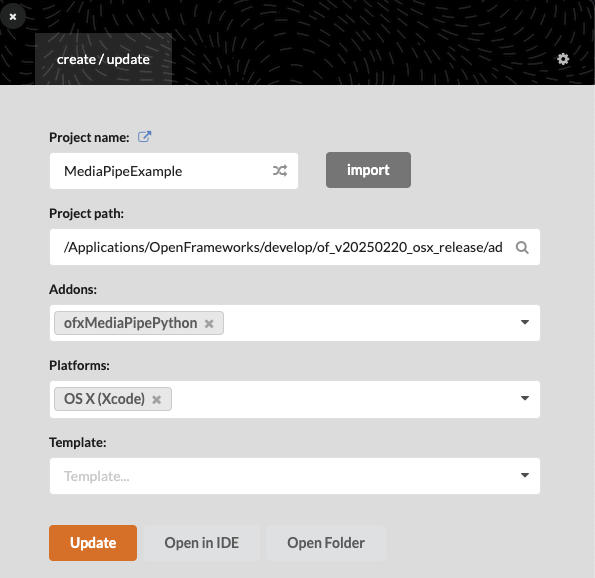 create / update
Project name:
MediaPipeExample
import
Project path:
/Applications/OpenFrameworks/develop/of_v20250220_osx_release/ad
Addons:
ofxMediaPipePython
Platforms:
OS X (Xcode)
Template:
Template...
Update Open in IDE Open Folder